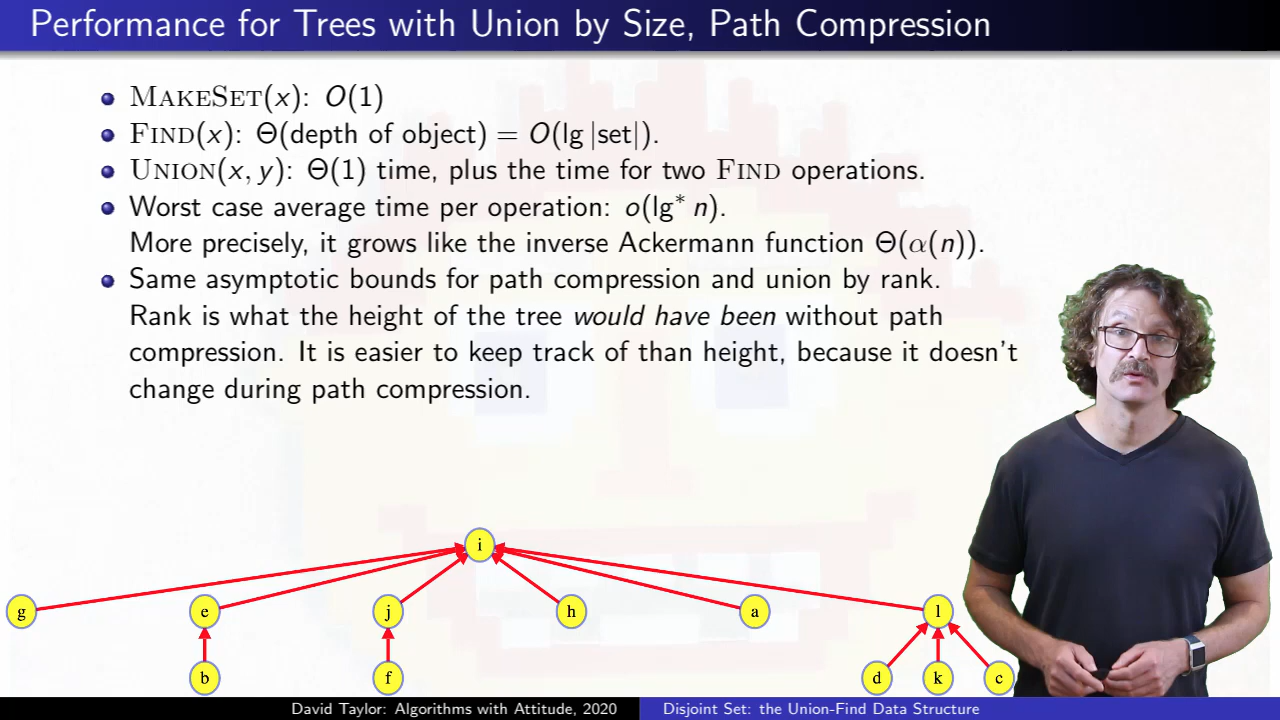 Performance for Trees with Union by Size, Path Compression
MAKESET(x): O(1)
FIND(x): Θ(depth of object) = O(lg |set|).
UNION(x, y): Θ(1) time, plus the time for two FIND operations.
Worst case average time per operation: o(lg* n).
More precisely, it grows like the inverse Ackermann function Θ(α(n)).
Same asymptotic bounds for path compression and union by rank.
Rank is what the height of the tree would have been without path
compression. It is easier to keep track of than height, because it doesn't
change during path compression.
i
g e j h a l
b f d k c
David Taylor: Algorithms with Attitude, 2020 Disjoint Set: the Union-Find Data Structure